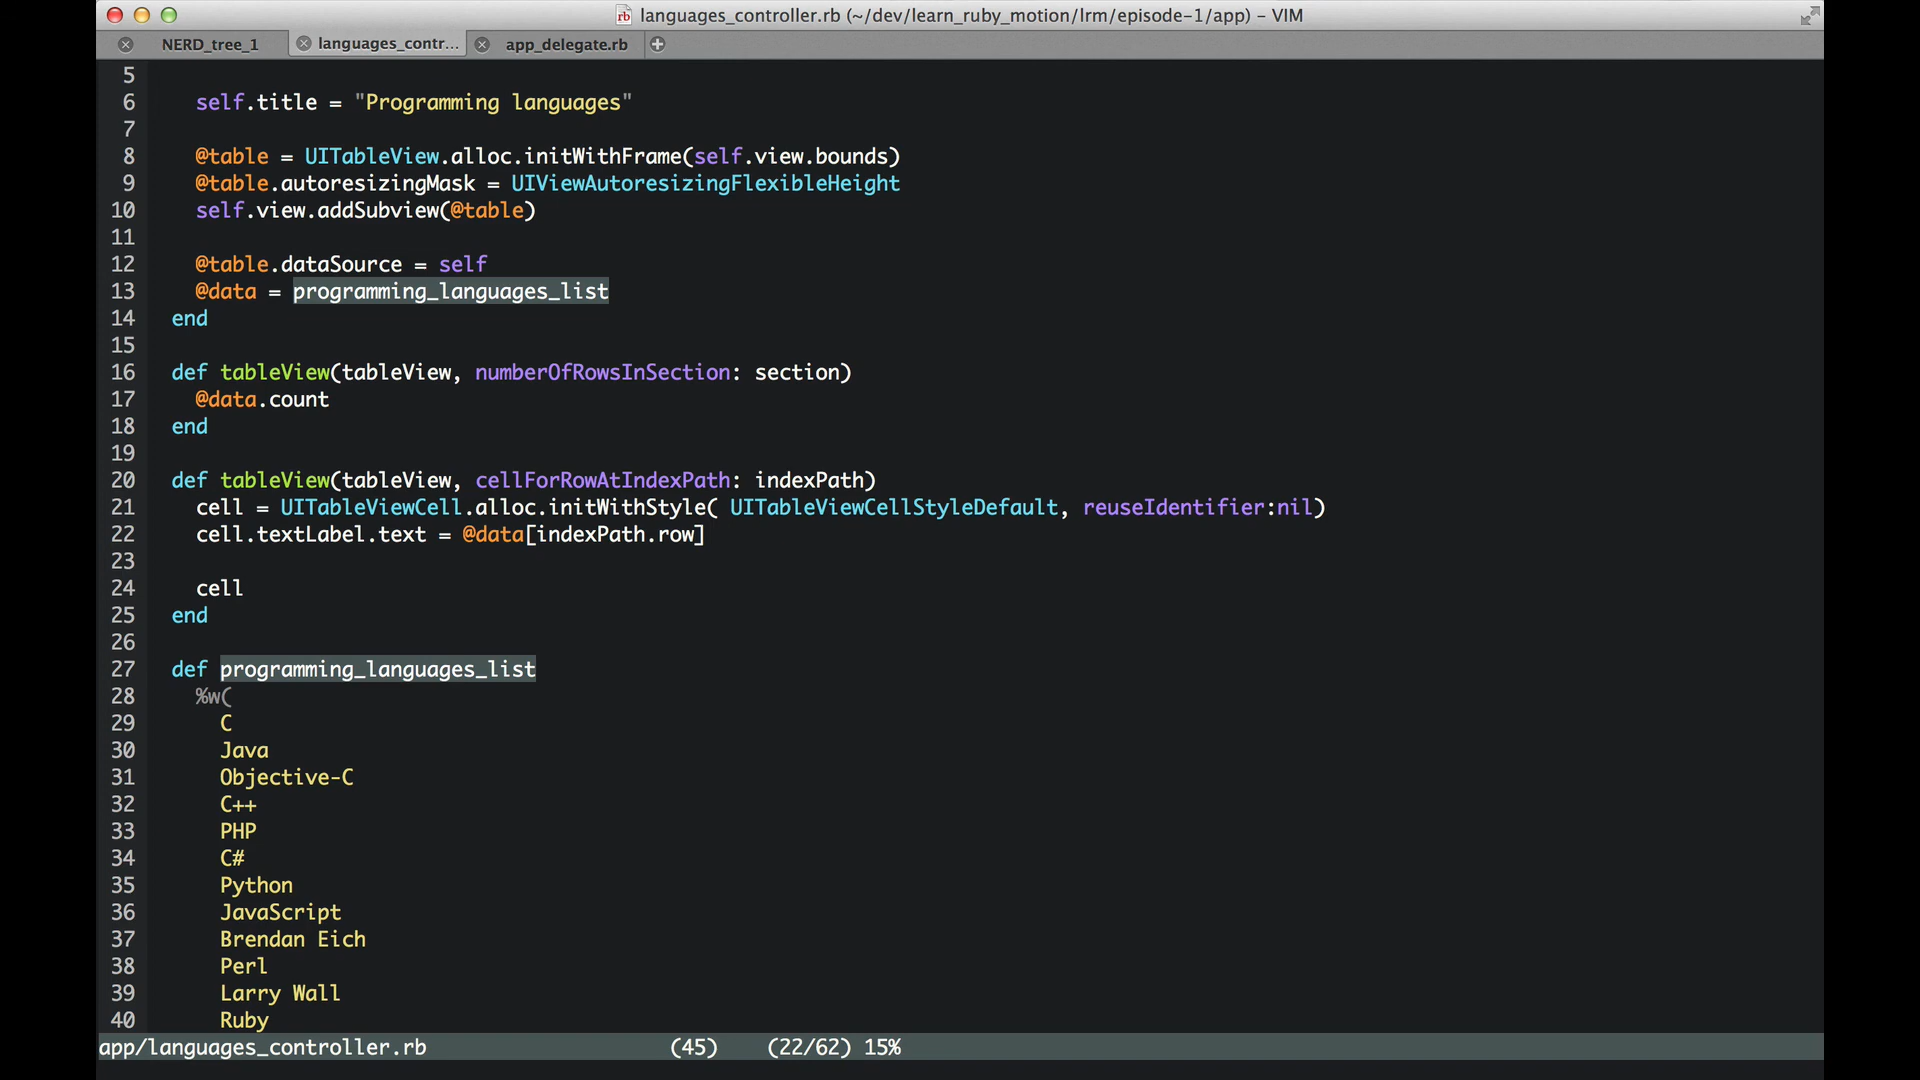 languages_controller.rb (~/dev/learn_ruby_motion/lrm/episode-1/app) – VIM
NERD_tree_1 languages_contr... app_delegate.rb
5
6 self.title = "Programming languages"
7
8 @table = UITableView.alloc.initWithFrame(self.view.bounds)
9 @table.autoresizingMask = UIViewAutoresizingFlexibleHeight
10 self.view.addSubview(@table)
11
12 @table.dataSource = self
13 @data = programming_languages_list
14 end
15
16 def tableView(tableView, numberOfRowsInSection: section)
17 @data.count
18 end
19
20 def tableView(tableView, cellForRowAtIndexPath: indexPath)
21 cell = UITableViewCell.alloc.initWithStyle( UITableViewCellStyleDefault, reuseIdentifier:nil)
22 cell.textLabel.text = @data[indexPath.row]
23
24 cell
25 end
26
27 def programming_languages_list
28 %w(
29 C
30 Java
31 Objective-C
32 C++
33 PHP
34 C#
35 Python
36 JavaScript
37 Brendan Eich
38 Perl
39 Larry Wall
40 Ruby
app/languages_controller.rb (45) (22/62) 15%